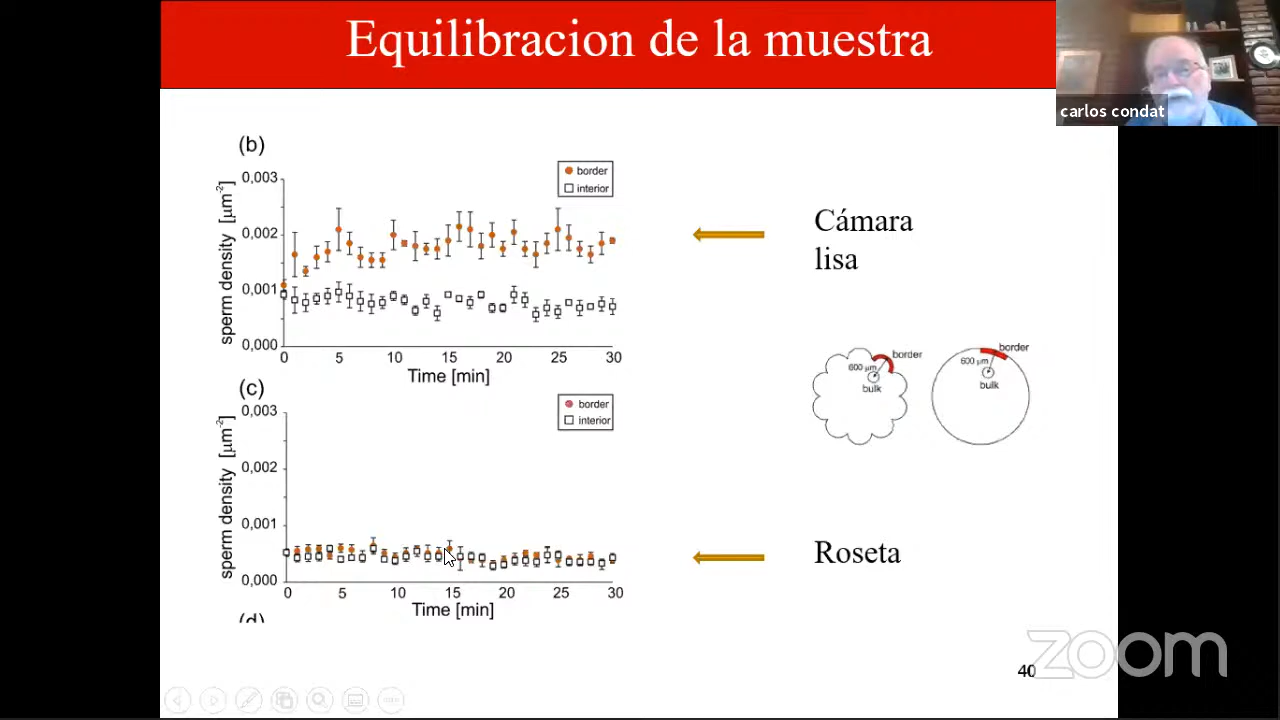 Equilibracion de la muestra
carlos condat
(b)
border
interior
sperm density [µm⁻²]
0,003
0,002
0,001
0,000
0 5 10 15 20 25 30
Time [min]
Cámara
lisa
border
600 µm
bulk
border
600 µm
bulk
(c)
border
interior
sperm density [µm⁻²]
0,003
0,002
0,001
0,000
0 5 10 15 20 25 30
Time [min]
Roseta
(d)
40
zoom